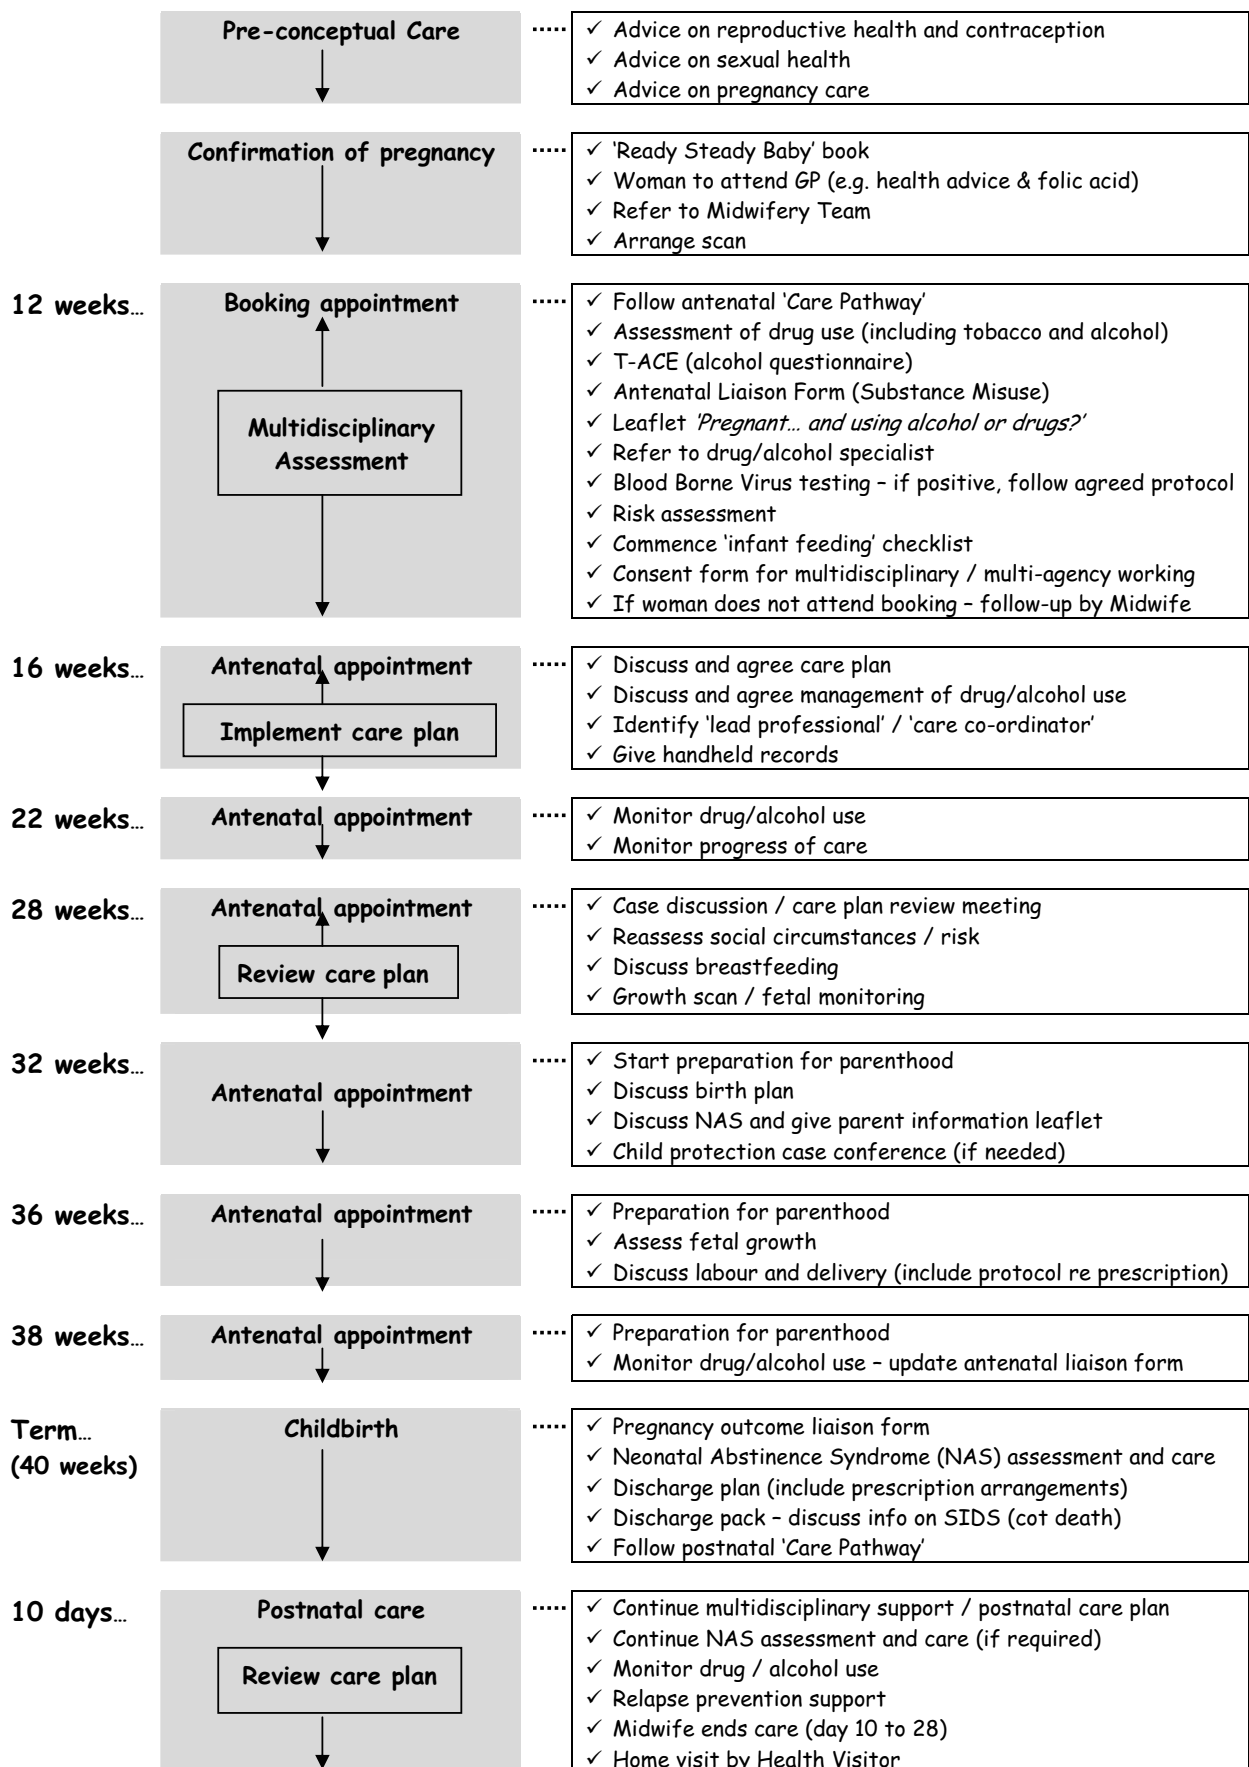 Pre-conceptual Care
✓ Advice on reproductive health and contraception
✓ Advice on sexual health
✓ Advice on pregnancy care
Confirmation of pregnancy
✓ ‘Ready Steady Baby’ book
✓ Woman to attend GP (e.g. health advice & folic acid)
✓ Refer to Midwifery Team
✓ Arrange scan
12 weeks…
Booking appointment
Multidisciplinary
Assessment
✓ Follow antenatal ‘Care Pathway’
✓ Assessment of drug use (including tobacco and alcohol)
✓ T-ACE (alcohol questionnaire)
✓ Antenatal Liaison Form (Substance Misuse)
✓ Leaflet ‘Pregnant… and using alcohol or drugs?’
✓ Refer to drug/alcohol specialist
✓ Blood Borne Virus testing – if positive, follow agreed protocol
✓ Risk assessment
✓ Commence ‘infant feeding’ checklist
✓ Consent form for multidisciplinary / multi-agency working
✓ If woman does not attend booking – follow-up by Midwife
16 weeks…
Antenatal appointment
Implement care plan
✓ Discuss and agree care plan
✓ Discuss and agree management of drug/alcohol use
✓ Identify ‘lead professional’ / ‘care co-ordinator’
✓ Give handheld records
22 weeks…
Antenatal appointment
✓ Monitor drug/alcohol use
✓ Monitor progress of care
28 weeks…
Antenatal appointment
Review care plan
✓ Case discussion / care plan review meeting
✓ Reassess social circumstances / risk
✓ Discuss breastfeeding
✓ Growth scan / fetal monitoring
32 weeks…
Antenatal appointment
✓ Start preparation for parenthood
✓ Discuss birth plan
✓ Discuss NAS and give parent information leaflet
✓ Child protection case conference (if needed)
36 weeks…
Antenatal appointment
✓ Preparation for parenthood
✓ Assess fetal growth
✓ Discuss labour and delivery (include protocol re prescription)
38 weeks…
Antenatal appointment
✓ Preparation for parenthood
✓ Monitor drug/alcohol use – update antenatal liaison form
Term…
(40 weeks)
Childbirth
✓ Pregnancy outcome liaison form
✓ Neonatal Abstinence Syndrome (NAS) assessment and care
✓ Discharge plan (include prescription arrangements)
✓ Discharge pack – discuss info on SIDS (cot death)
✓ Follow postnatal ‘Care Pathway’
10 days…
Postnatal care
Review care plan
✓ Continue multidisciplinary support / postnatal care plan
✓ Continue NAS assessment and care (if required)
✓ Monitor drug / alcohol use
✓ Relapse prevention support
✓ Midwife ends care (day 10 to 28)
✓ Home visit by Health Visitor